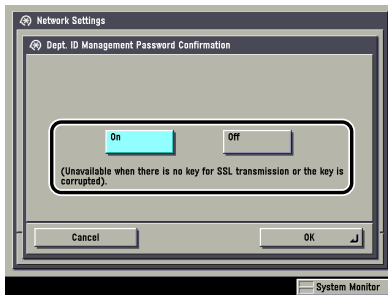 Network Settings
Dept. ID Management Password Confirmation
On
Off
(Unavailable when there is no key for SSL transmission or the key is
corrupted).
Cancel
OK
System Monitor